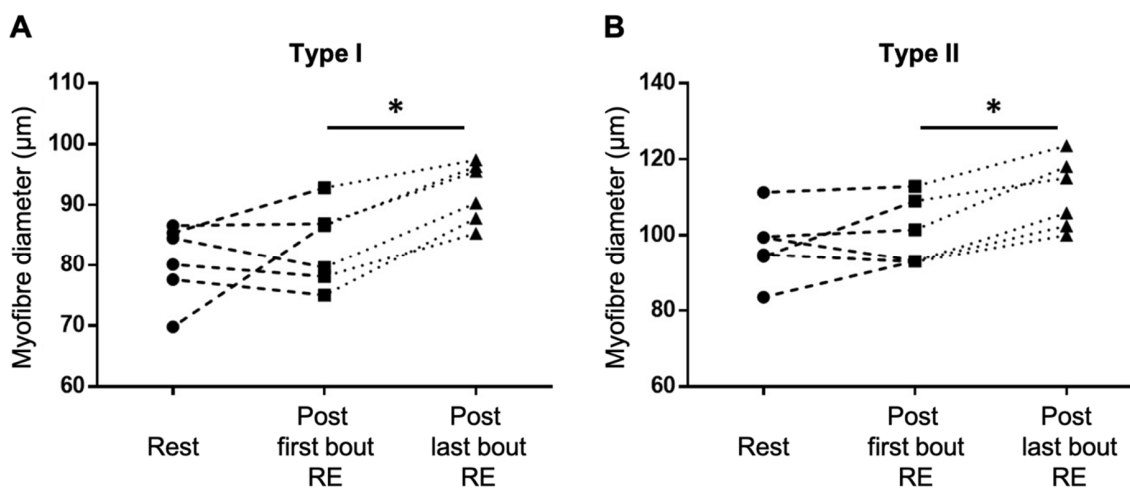 A
Type I
Myofibre diameter (µm)
110
100
90
80
70
60
*
Rest
Post
first bout
RE
Post
last bout
RE
B
Type II
Myofibre diameter (µm)
140
120
100
80
60
*
Rest
Post
first bout
RE
Post
last bout
RE